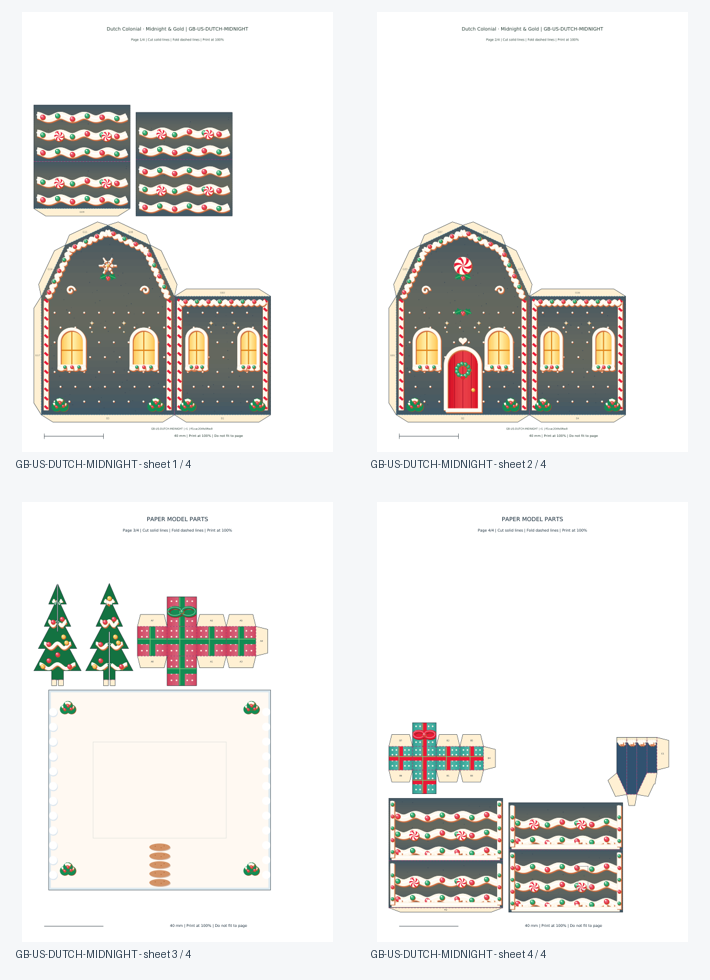 Dutch Colonial · Midnight & Gold | GB-US-DUTCH-MIDNIGHT
Page 1/4 | Cut solid lines | Fold dashed lines | Print at 100%
40 mm | Print at 100% | Do not fit to page
GB-US-DUTCH-MIDNIGHT - sheet 1 / 4
Dutch Colonial · Midnight & Gold | GB-US-DUTCH-MIDNIGHT
Page 2/4 | Cut solid lines | Fold dashed lines | Print at 100%
40 mm | Print at 100% | Do not fit to page
GB-US-DUTCH-MIDNIGHT - sheet 2 / 4
PAPER MODEL PARTS
Page 3/4 | Cut solid lines | Fold dashed lines | Print at 100%
40 mm | Print at 100% | Do not fit to page
GB-US-DUTCH-MIDNIGHT - sheet 3 / 4
PAPER MODEL PARTS
Page 4/4 | Cut solid lines | Fold dashed lines | Print at 100%
40 mm | Print at 100% | Do not fit to page
GB-US-DUTCH-MIDNIGHT - sheet 4 / 4